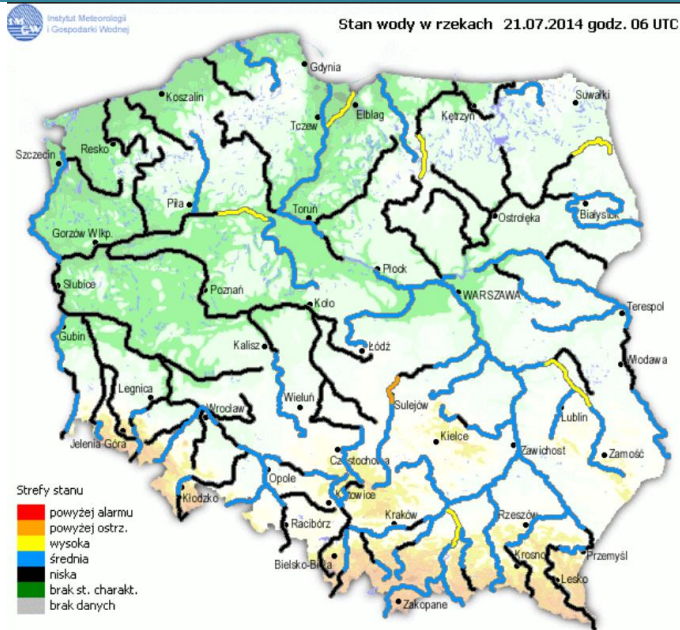 Instytut Meteorologii
i Gospodarki Wodnej
Stan wody w rzekach 21.07.2014 godz. 06 UTC
Gdynia
Koszalin
Suwałki
Elbląg
Kętrzyn
Tczew
Szczecin
Resko
Piła
Toruń
Ostrołęka
Białystok
Gorzów Wlkp.
Płock
Słubice
Poznań
WARSZAWA
Koło
Terespol
Gubin
Kalisz
Łódź
Włodawa
Legnica
Wieluń
Sulejów
Wrocław
Lublin
Jelenia-Góra
Kielce
Zawichost
Zamość
Częstochowa
Opole
Strefy stanu
Kłodzko
Katowice
powyżej alarmu
Kraków
Rzeszów
powyżej ostrz.
Racibórz
wysoka
Przemyśl
średnia
Bielsko-Biała
Krosno
niska
Lesko
brak st. charakt.
Zakopane
brak danych